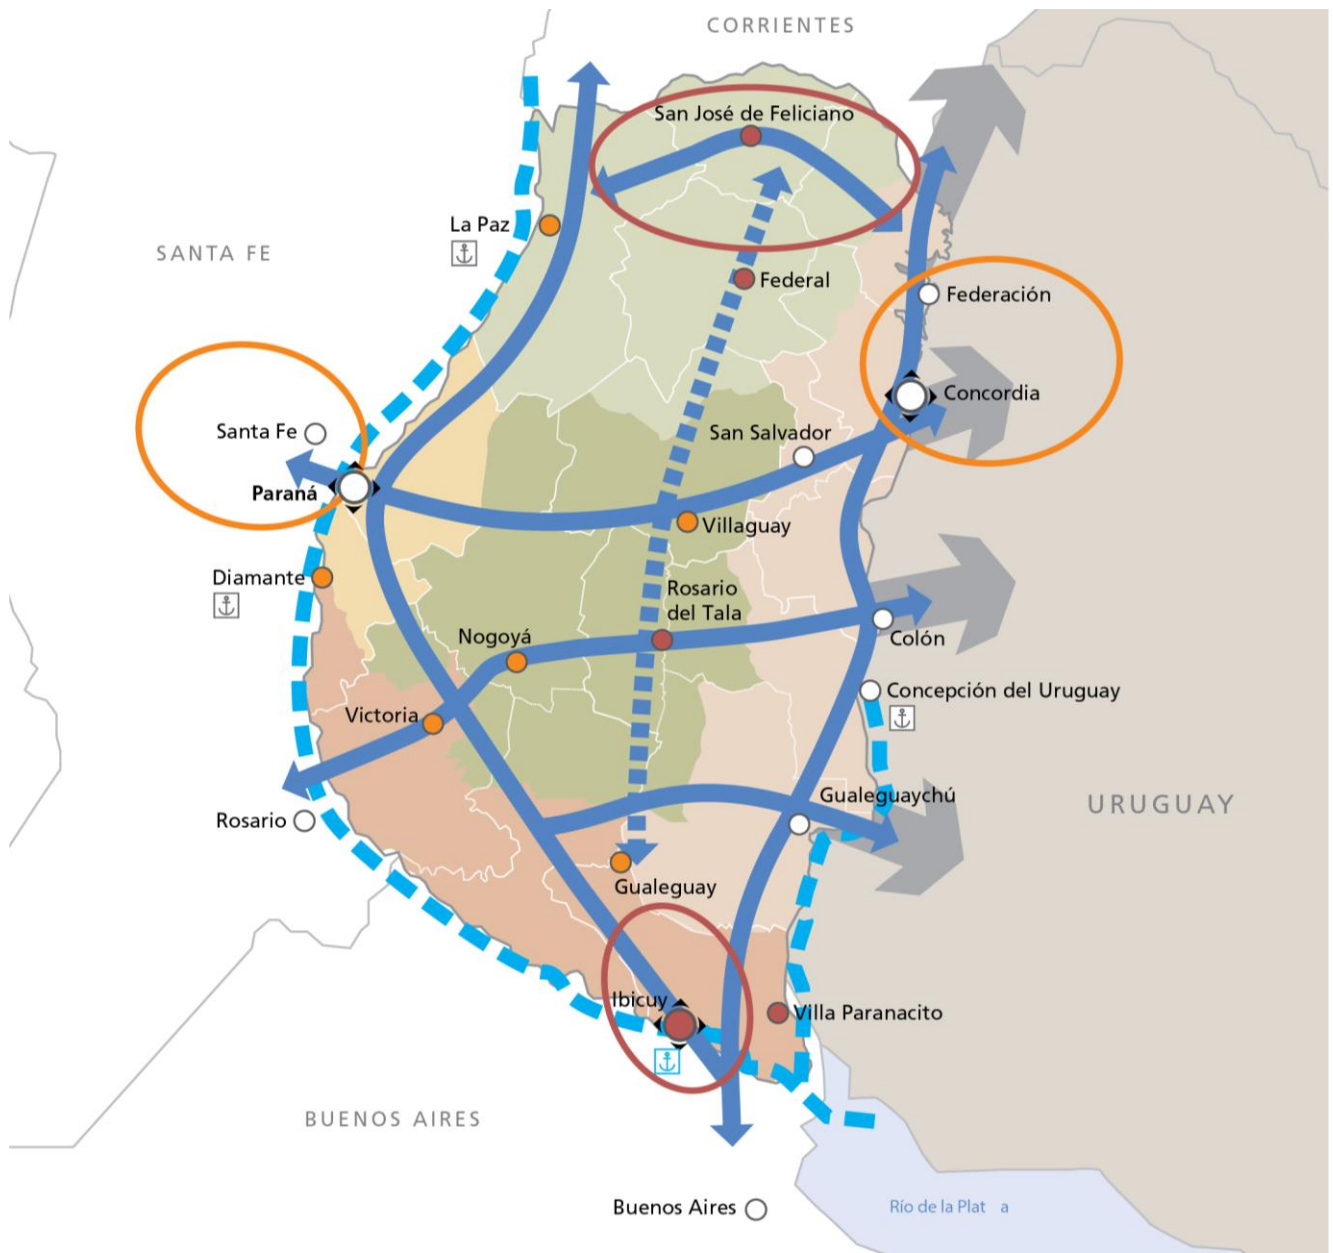 CORRIENTES
San José de Feliciano
La Paz
SANTA FE
Federal
Federación
Concordia
Santa Fe
San Salvador
Paraná
Villaguay
Diamante
Rosario
del Tala
Nogoyá
Colón
Concepción del Uruguay
Victoria
Gualeguaychú
URUGUAY
Rosario
Gualeguay
Ibicuy
Villa Paranacito
BUENOS AIRES
Buenos Aires
Río de la Plat a